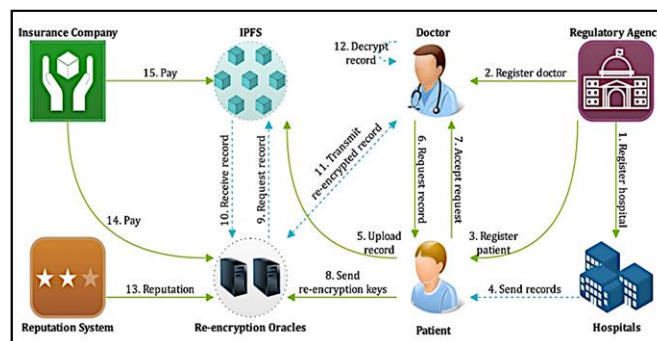 Insurance Company
IPFS
Doctor
Regulatory Agency
12. Decrypt
record
15. Pay
2. Register doctor
1. Register hospital
10. Receive record
9. Request record
11. Transmit
re-encrypted record
6. Request record
7. Accept request
14. Pay
5. Upload
record
3. Register
patient
8. Send
re-encryption keys
13. Reputation
4. Send records
Reputation System
Re-encryption Oracles
Patient
Hospitals